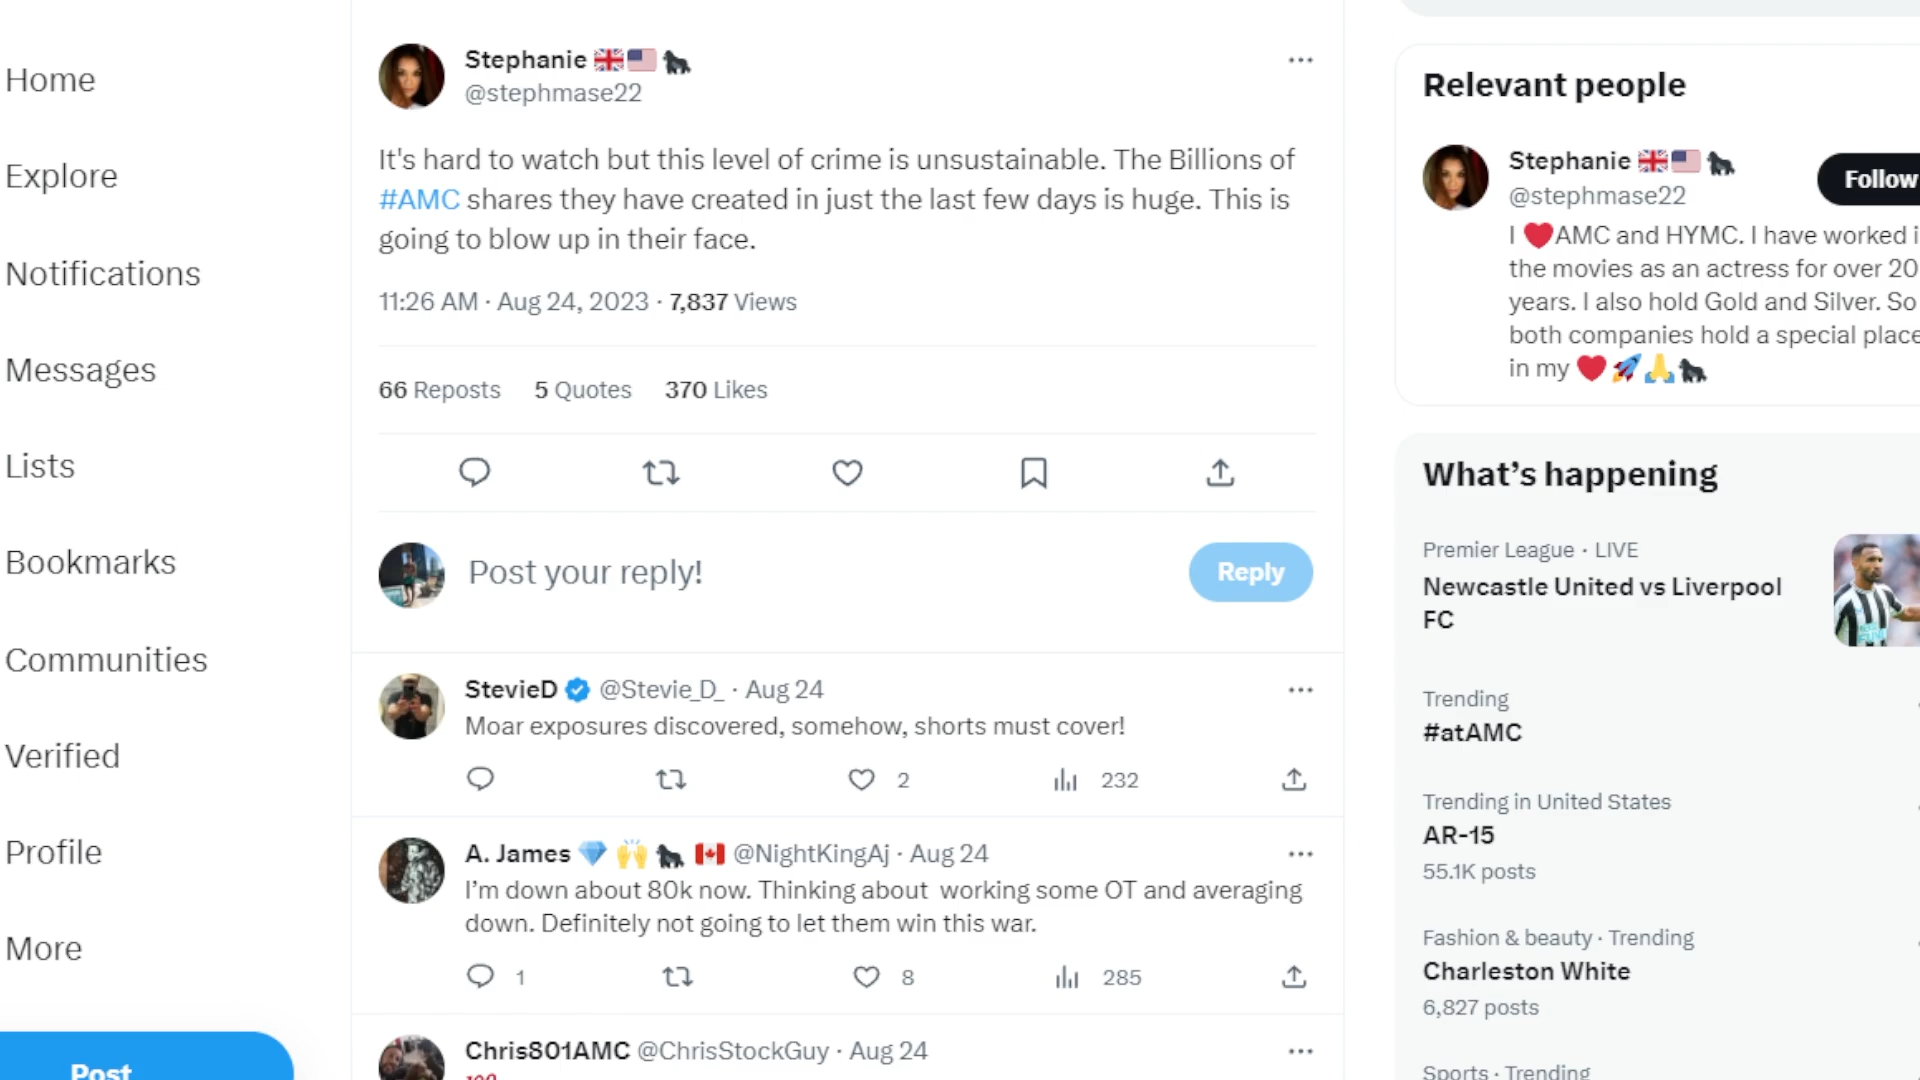 Home
Explore
Notifications
Messages
Lists
Bookmarks
Communities
Verified
Profile
More
Post
Stephanie
@stephmase22
It's hard to watch but this level of crime is unsustainable. The Billions of
#AMC shares they have created in just the last few days is huge. This is
going to blow up in their face.
11:26 AM · Aug 24, 2023 · 7,837 Views
66 Reposts 5 Quotes 370 Likes
Post your reply!
Reply
StevieD @Stevie_D_ · Aug 24
Moar exposures discovered, somehow, shorts must cover!
2 232
A. James @NightKingAj · Aug 24
I’m down about 80k now. Thinking about working some OT and averaging
down. Definitely not going to let them win this war.
1 8 285
Chris801AMC @ChrisStockGuy · Aug 24
Relevant people
Stephanie
@stephmase22
Follow
I AMC and HYMC. I have worked i
the movies as an actress for over 20
years. I also hold Gold and Silver. So
both companies hold a special place
in my
What’s happening
Premier League · LIVE
Newcastle United vs Liverpool
FC
Trending
#atAMC
Trending in United States
AR-15
55.1K posts
Fashion & beauty · Trending
Charleston White
6,827 posts
Sports · Trending